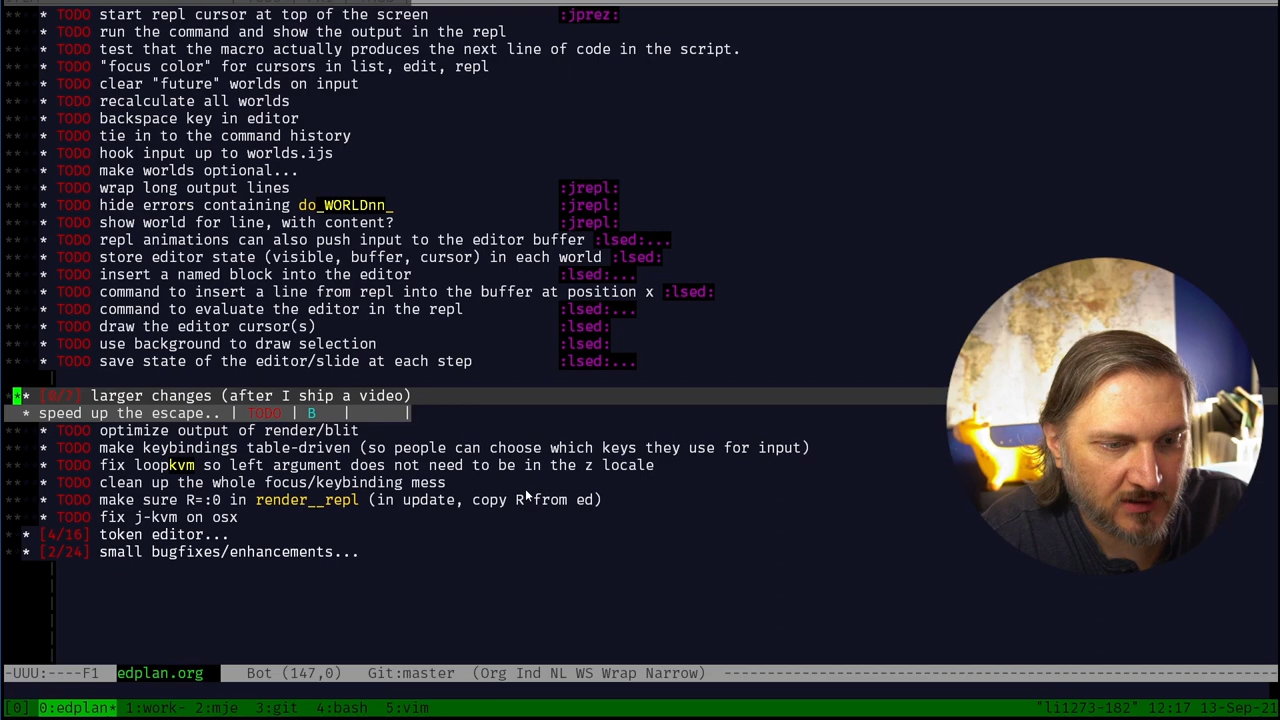 ** * TODO start repl cursor at top of the screen :jprez:
** * TODO run the command and show the output in the repl
** * TODO test that the macro actually produces the next line of code in the script.
** * TODO "focus color" for cursors in list, edit, repl
** * TODO clear "future" worlds on input
** * TODO recalculate all worlds
** * TODO backspace key in editor
** * TODO tie in to the command history
** * TODO hook input up to worlds.ijs
** * TODO make worlds optional...
** * TODO wrap long output lines :jrepl:
** * TODO hide errors containing do_WORLDnn_ :jrepl:
** * TODO show world for line, with content? :jrepl:
** * TODO repl animations can also push input to the editor buffer :lsed:...
** * TODO store editor state (visible, buffer, cursor) in each world :lsed:
** * TODO insert a named block into the editor :lsed:...
** * TODO command to insert a line from repl into the buffer at position x :lsed:
** * TODO command to evaluate the editor in the repl :lsed:...
** * TODO draw the editor cursor(s) :lsed:
** * TODO use background to draw selection :lsed:
** * TODO save state of the editor/slide at each step :lsed:...
** [0/7] larger changes (after I ship a video)
* speed up the escape.. | TODO | B | |
** * TODO optimize output of render/blit
** * TODO make keybindings table-driven (so people can choose which keys they use for input)
** * TODO fix loopkvm so left argument does not need to be in the z locale
** * TODO clean up the whole focus/keybinding mess
** * TODO make sure R=:0 in render__repl (in update, copy R from ed)
** * TODO fix j-kvm on osx
* * [4/16] token editor...
* * [2/24] small bugfixes/enhancements...
-UUU:----F1 edplan.org Bot (147,0) Git:master (Org Ind NL WS Wrap Narrow)
[0] 0:edplan* 1:work- 2:mje 3:git 4:bash 5:vim "li1273-182" 12:17 13-Sep-21